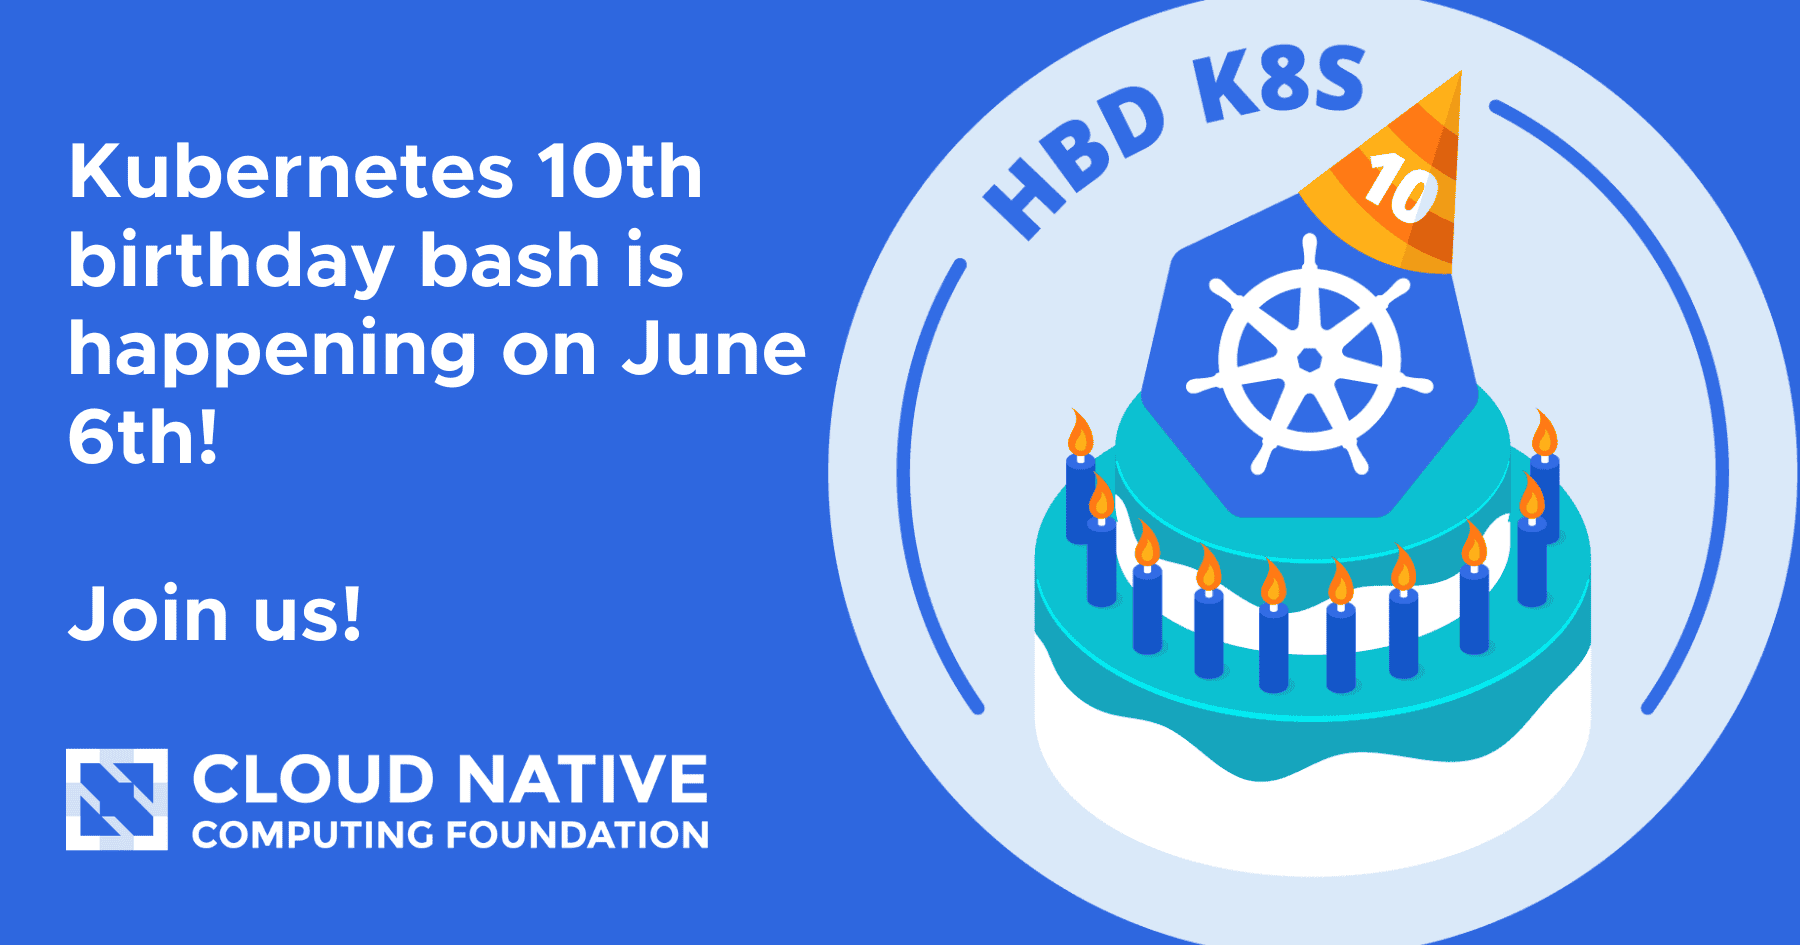 Kubernetes 10th
birthday bash is
happening on June
6th!
Join us!
CLOUD NATIVE
COMPUTING FOUNDATION
HBD K8S
10